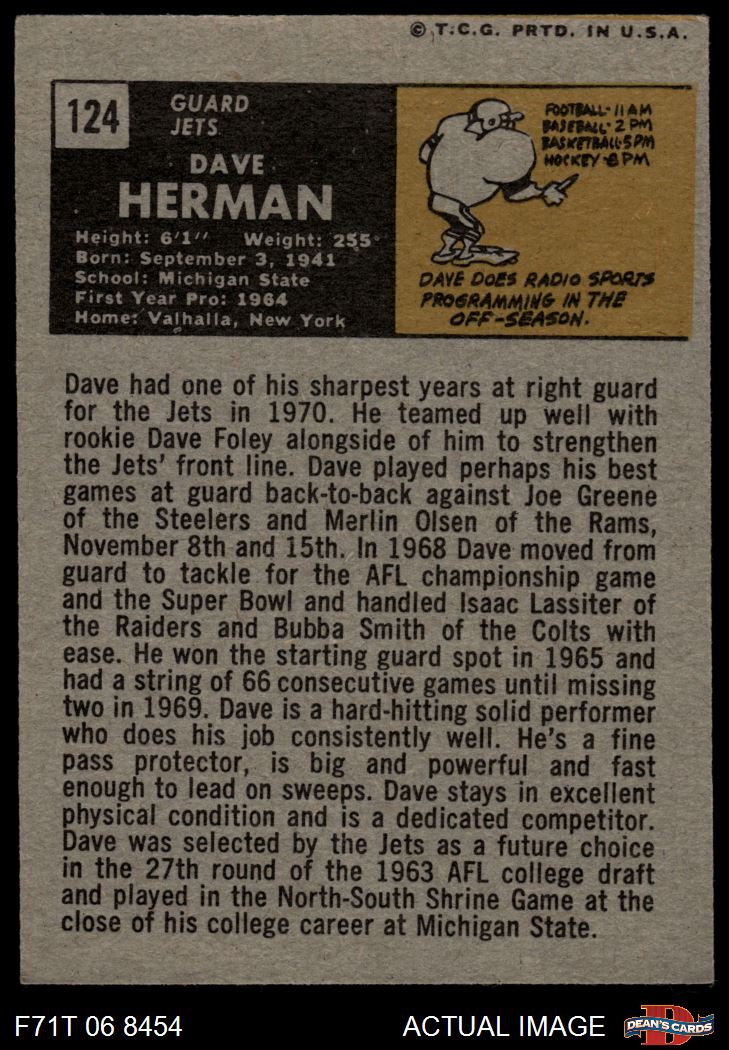 © T.C.G. PRTD. IN U.S.A.
124
GUARD
JETS
DAVE
HERMAN
Height: 6'1" Weight: 255
Born: September 3, 1941
School: Michigan State
First Year Pro: 1964
Home: Valhalla, New York
FOOTBALL-11AM
BASEBALL-2 PM
BASKETBALL-5PM
HOCKEY-8PM
DAVE DOES RADIO SPORTS
PROGRAMMING IN THE
OFF-SEASON.
Dave had one of his sharpest years at right guard
for the Jets in 1970. He teamed up well with
rookie Dave Foley alongside of him to strengthen
the Jets' front line. Dave played perhaps his best
games at guard back-to-back against Joe Greene
of the Steelers and Merlin Olsen of the Rams,
November 8th and 15th. In 1968 Dave moved from
guard to tackle for the AFL championship game
and the Super Bowl and handled Isaac Lassiter of
the Raiders and Bubba Smith of the Colts with
ease. He won the starting guard spot in 1965 and
had a string of 66 consecutive games until missing
two in 1969. Dave is a hard-hitting solid performer
who does his job consistently well. He's a fine
pass protector, is big and powerful and fast
enough to lead on sweeps. Dave stays in excellent
physical condition and is a dedicated competitor.
Dave was selected by the Jets as a future choice
in the 27th round of the 1963 AFL college draft
and played in the North-South Shrine Game at the
close of his college career at Michigan State.
F71T 06 8454
ACTUAL IMAGE
D
DEAN'S CARDS